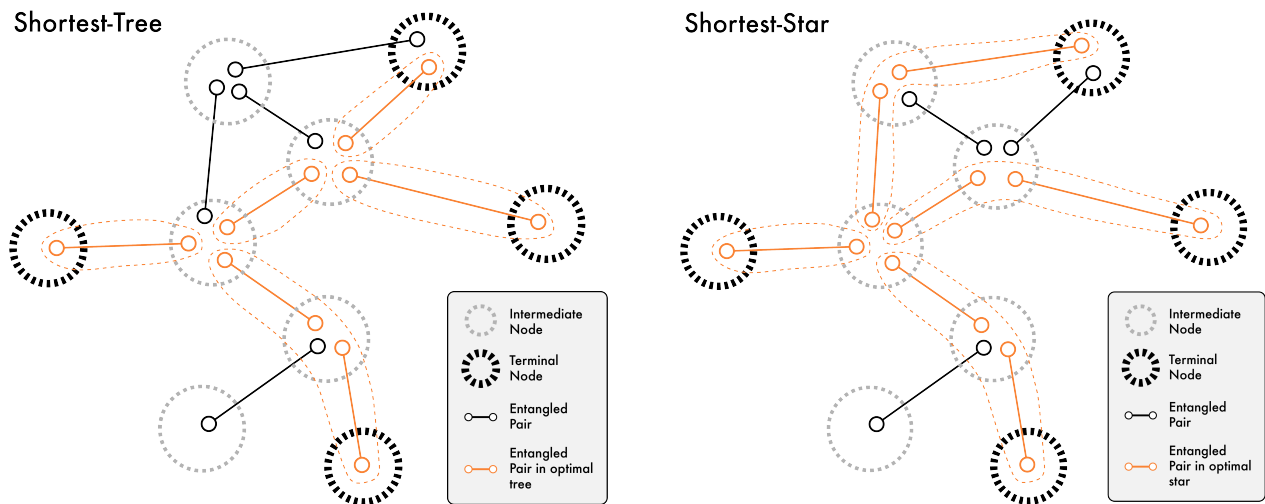 Shortest-Tree
Intermediate
Node
Terminal
Node
Entangled
Pair
Entangled
Pair in optimal
tree
Shortest-Star
Intermediate
Node
Terminal
Node
Entangled
Pair
Entangled
Pair in optimal
star